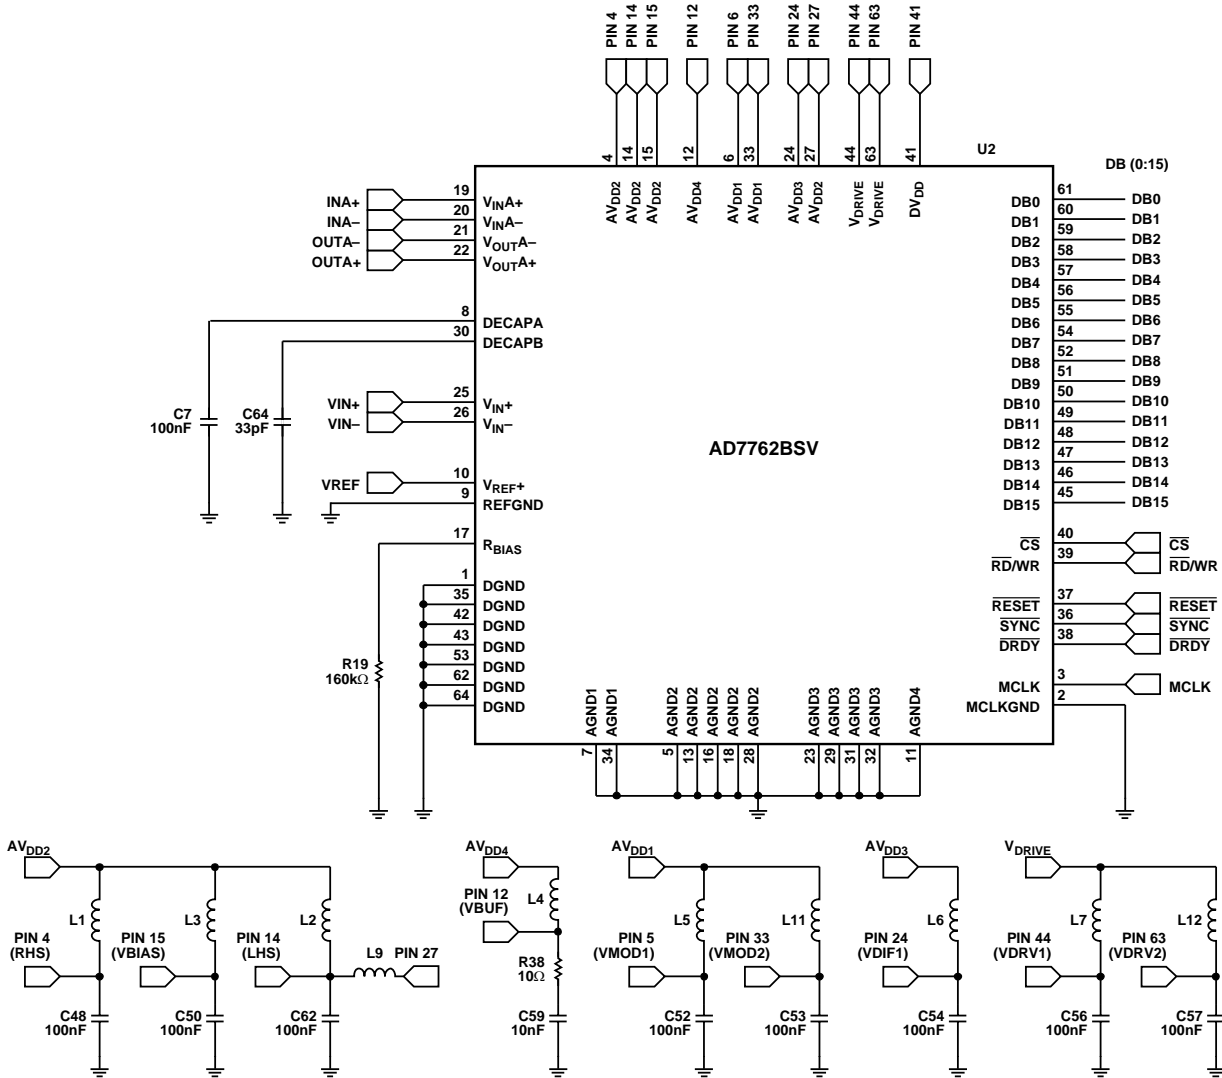 PIN 4
PIN 14
PIN 15
PIN 12
PIN 6
PIN 33
PIN 24
PIN 27
PIN 44
PIN 63
PIN 41
4
14
15
12
6
33
24
27
44
63
41
U2
DB (0:15)
AVDD2
AVDD2
AVDD2
AVDD4
AVDD1
AVDD1
AVDD3
AVDD2
VDRIVE
VDRIVE
DVDD
INA+ 19 VINA+
INA– 20 VINA–
OUTA– 21 VOUTA–
OUTA+ 22 VOUTA+
8 DECAPA
30 DECAPB
C7
100nF
C64
33pF
VIN+ 25 VIN+
VIN– 26 VIN–
VREF 10 VREF+
9 REFGND
17 RBIAS
R19
160kΩ
1 DGND
35 DGND
42 DGND
43 DGND
53 DGND
62 DGND
64 DGND
AD7762BSV
DB0 61 DB0
DB1 60 DB1
DB2 59 DB2
DB3 58 DB3
DB4 57 DB4
DB5 56 DB5
DB6 55 DB6
DB7 54 DB7
DB8 52 DB8
DB9 51 DB9
DB10 50 DB10
DB11 49 DB11
DB12 48 DB12
DB13 47 DB13
DB14 46 DB14
DB15 45 DB15
CS 40 CS
RD/WR 39 RD/WR
RESET 37 RESET
SYNC 36 SYNC
DRDY 38 DRDY
MCLK 3 MCLK
MCLKGND 2
AGND1
AGND1
AGND2
AGND2
AGND2
AGND2
AGND2
AGND3
AGND3
AGND3
AGND3
AGND4
7
34
5
13
16
18
28
23
29
31
32
11
AVDD2
L1
L3
L2
PIN 4
(RHS)
PIN 15
(VBIAS)
PIN 14
(LHS)
L9
PIN 27
C48
100nF
C50
100nF
C62
100nF
AVDD4
L4
PIN 12
(VBUF)
R38
10Ω
C59
10nF
AVDD1
L5
L11
PIN 5
(VMOD1)
PIN 33
(VMOD2)
C52
100nF
C53
100nF
AVDD3
L6
PIN 24
(VDIF1)
C54
100nF
VDRIVE
L7
L12
PIN 44
(VDRV1)
PIN 63
(VDRV2)
C56
100nF
C57
100nF